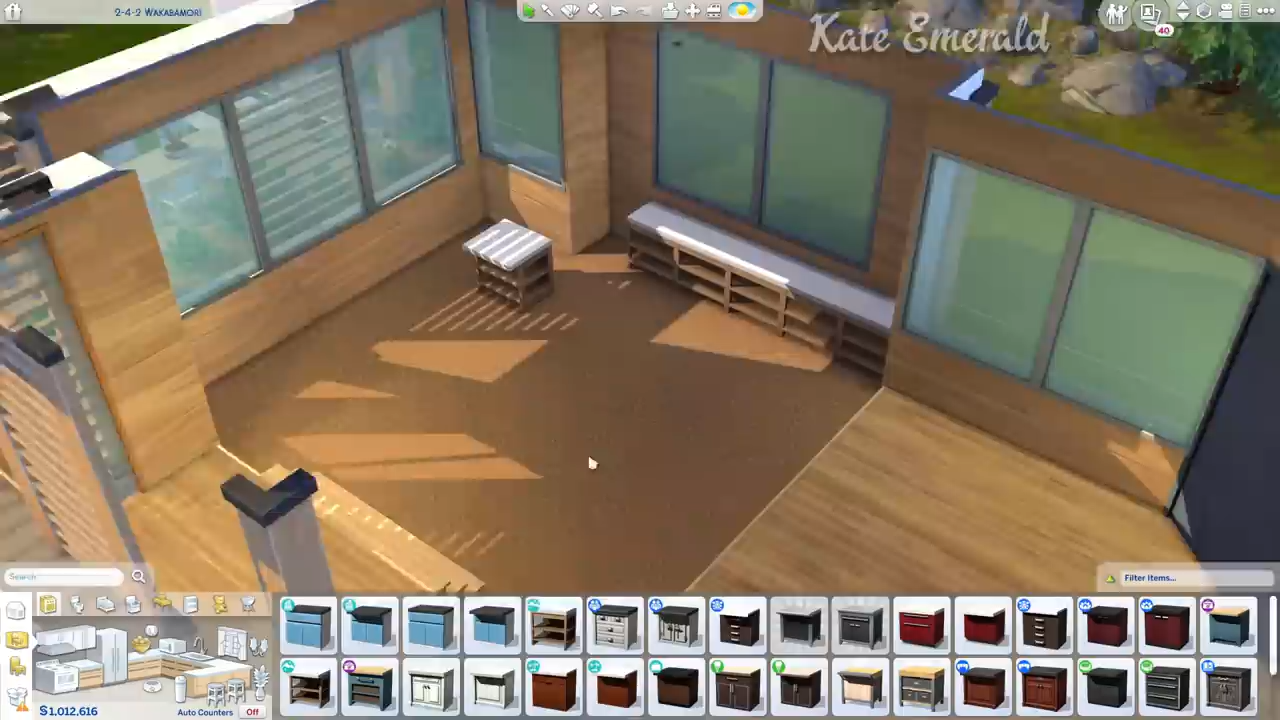 2-4-2 Wakabamori
Kate Emerald
40
Search
Filter Items...
§1,012,616
Auto Counters
Off